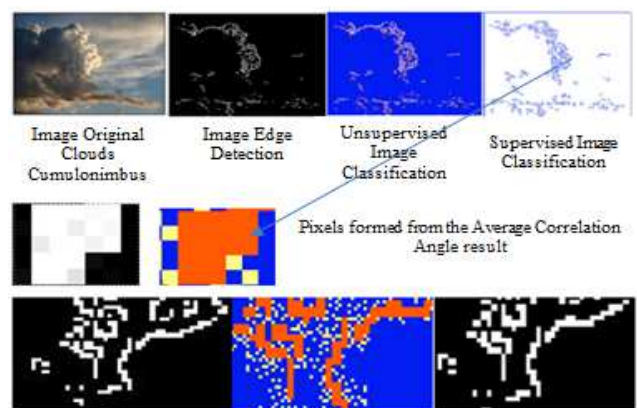 Image Original
Clouds
Cumulonimbus
Image Edge
Detection
Unsupervised
Image
Classification
Supervised Image
Classification
Pixels formed from the Average Correlation
Angle result